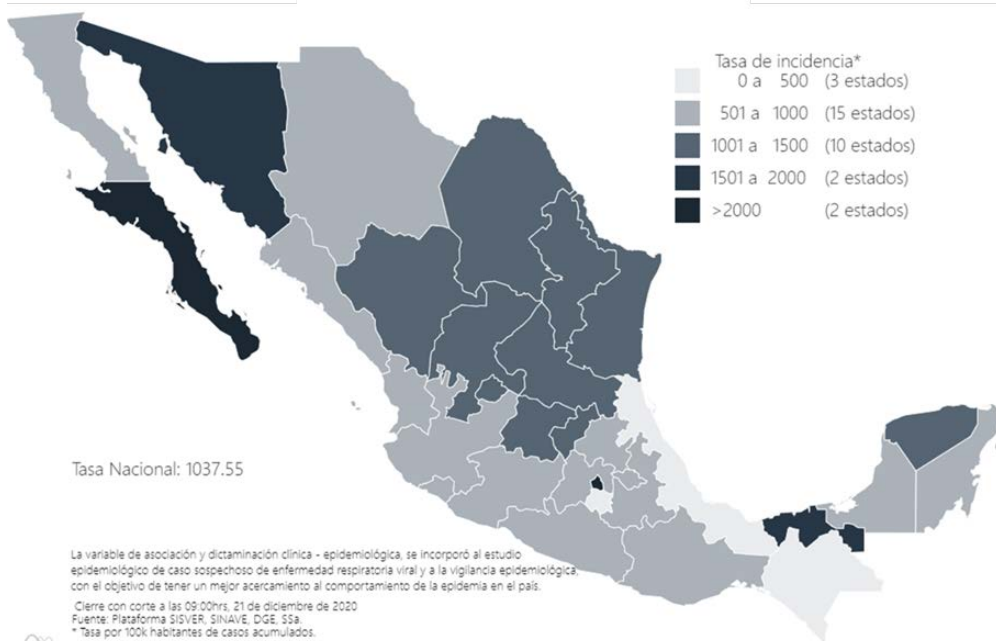 Tasa de incidencia*
0 a 500 (3 estados)
501 a 1000 (15 estados)
1001 a 1500 (10 estados)
1501 a 2000 (2 estados)
>2000 (2 estados)
Tasa Nacional: 1037.55
La variable de asociación y dictaminación clínica - epidemiológica, se incorporó al estudio
epidemiológico de caso sospechoso de enfermedad respiratoria viral y a la vigilancia epidemiológica,
con el objetivo de tener un mejor acercamiento al comportamiento de la epidemia en el país.
Cierre con corte a las 09:00hrs, 21 de diciembre de 2020
Fuente: Plataforma SISVER, SINAVE, DGE, SSa.
* Tasa por 100k habitantes de casos acumulados.